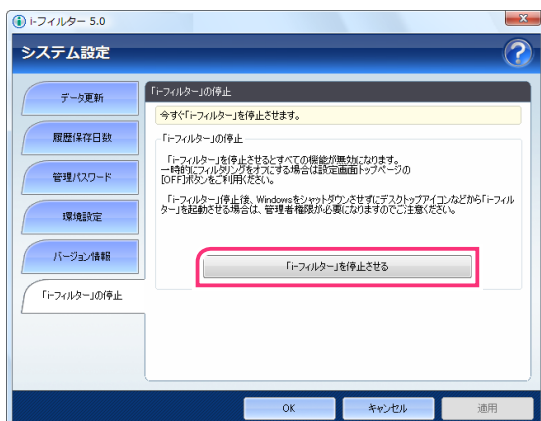 i-フィルター 5.0
システム設定
?
データ更新
履歴保存日数
管理パスワード
環境設定
バージョン情報
「i-フィルター」の停止
「i-フィルター」の停止
今すぐ「i-フィルター」を停止させます。
「i-フィルター」の停止
「i-フィルター」を停止させるとすべての機能が無効になります。
一時的にフィルタリングをオフにする場合は設定画面トップページの
[OFF]ボタンをご利用ください。
「i-フィルター」停止後、Windowsをシャットダウンさせずにデスクトップアイコンなどから「i-フィル
ター」を起動させる場合は、管理者権限が必要になりますのでご注意ください。
「i-フィルター」を停止させる
OK
キャンセル
適用